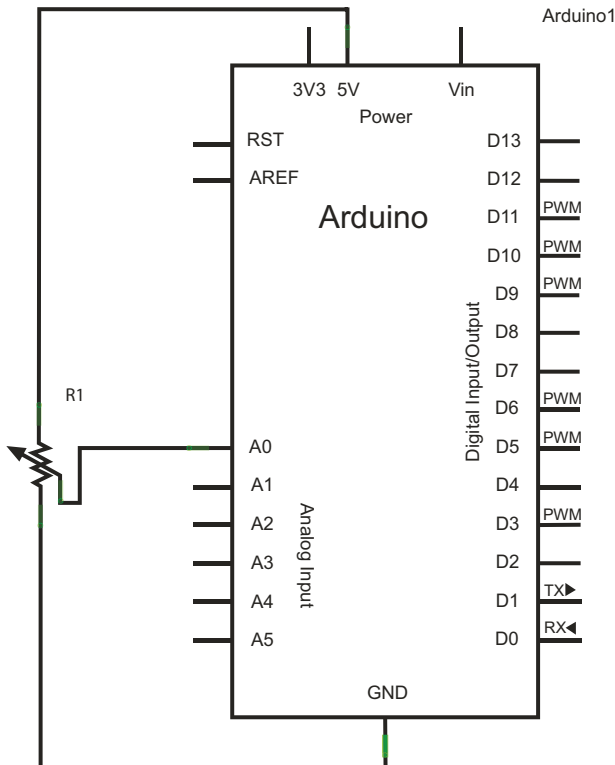 Arduino1
3V3 5V Vin
Power
RST
AREF
Arduino
D13
D12
D11 PWM
D10 PWM
D9 PWM
D8
D7
D6 PWM
D5 PWM
D4
D3 PWM
D2
D1 TX
D0 RX
Digital Input/Output
R1
A0
A1
A2
A3
A4
A5
Analog Input
GND